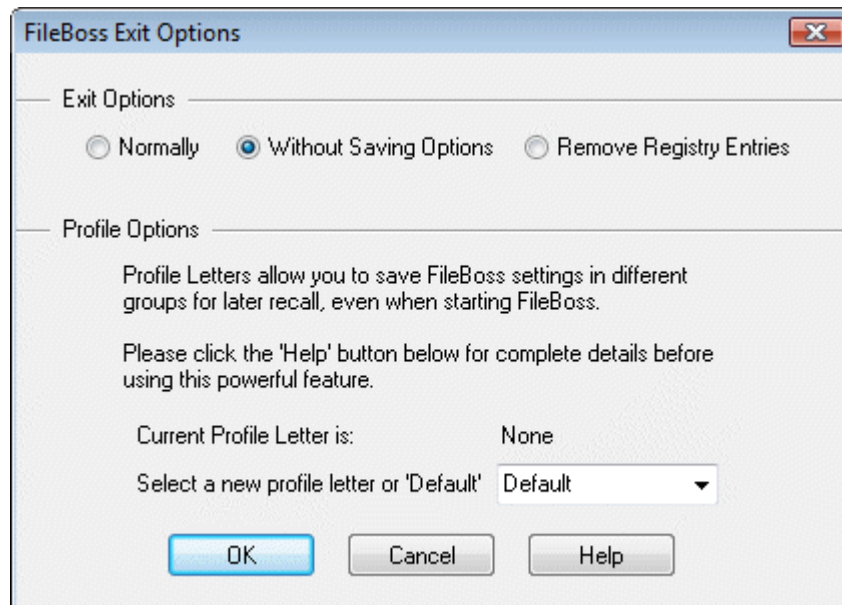 FileBoss Exit Options
Exit Options
Normally Without Saving Options Remove Registry Entries
Profile Options
Profile Letters allow you to save FileBoss settings in different
groups for later recall, even when starting FileBoss.
Please click the 'Help' button below for complete details before
using this powerful feature.
Current Profile Letter is: None
Select a new profile letter or 'Default' Default
OK Cancel Help